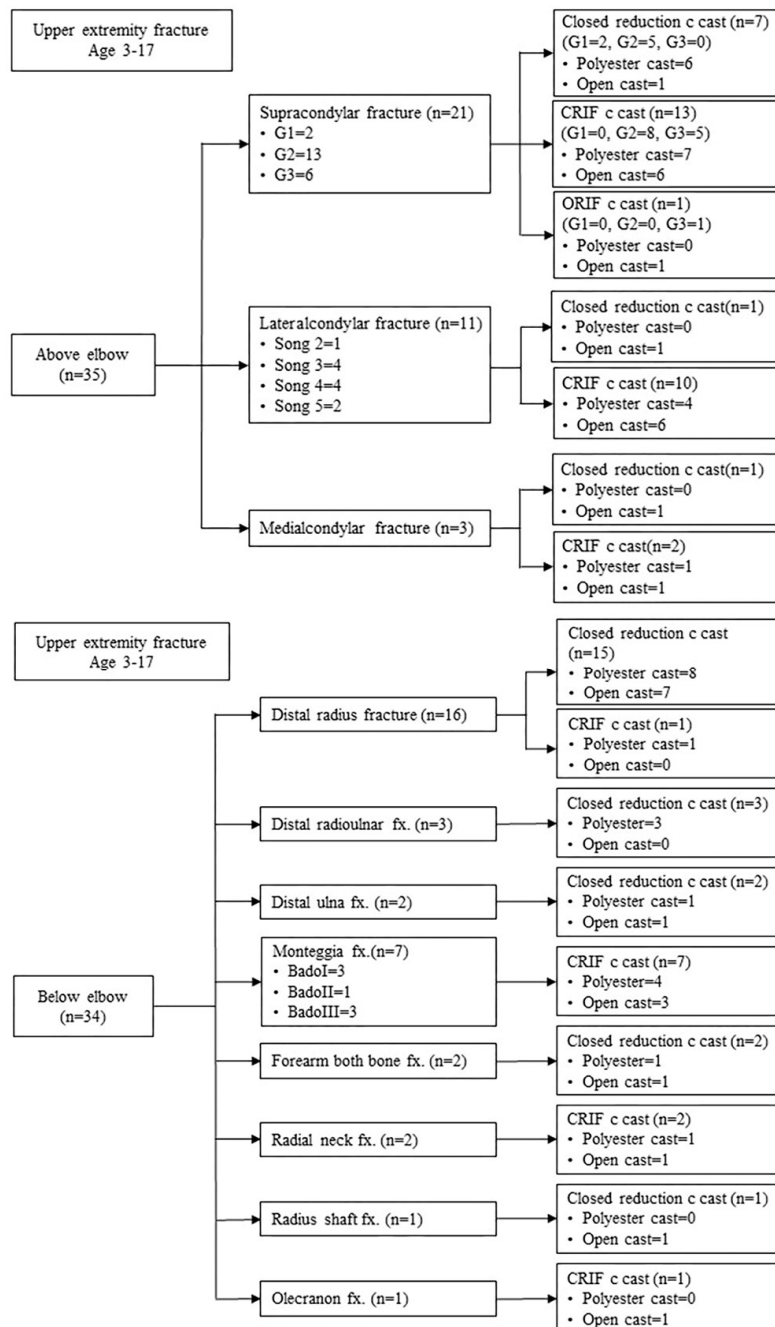 Upper extremity fracture
Age 3-17
Above elbow
(n=35)
Supracondylar fracture (n=21)
• G1=2
• G2=13
• G3=6
Closed reduction c cast (n=7)
(G1=2, G2=5, G3=0)
• Polyester cast=6
• Open cast=1
CRIF c cast (n=13)
(G1=0, G2=8, G3=5)
• Polyester cast=7
• Open cast=6
ORIF c cast (n=1)
(G1=0, G2=0, G3=1)
• Polyester cast=0
• Open cast=1
Lateralcondylar fracture (n=11)
• Song 2=1
• Song 3=4
• Song 4=4
• Song 5=2
Closed reduction c cast(n=1)
• Polyester cast=0
• Open cast=1
CRIF c cast (n=10)
• Polyester cast=4
• Open cast=6
Medialcondylar fracture (n=3)
Closed reduction c cast(n=1)
• Polyester cast=0
• Open cast=1
CRIF c cast(n=2)
• Polyester cast=1
• Open cast=1
Upper extremity fracture
Age 3-17
Below elbow
(n=34)
Distal radius fracture (n=16)
Closed reduction c cast
(n=15)
• Polyester cast=8
• Open cast=7
CRIF c cast (n=1)
• Polyester cast=1
• Open cast=0
Distal radioulnar fx. (n=3)
Closed reduction c cast (n=3)
• Polyester=3
• Open cast=0
Distal ulna fx. (n=2)
Closed reduction c cast (n=2)
• Polyester cast=1
• Open cast=1
Monteggia fx.(n=7)
• BadoI=3
• BadoII=1
• BadoIII=3
CRIF c cast (n=7)
• Polyester=4
• Open cast=3
Forearm both bone fx. (n=2)
Closed reduction c cast (n=2)
• Polyester=1
• Open cast=1
Radial neck fx. (n=2)
CRIF c cast (n=2)
• Polyester cast=1
• Open cast=1
Radius shaft fx. (n=1)
Closed reduction c cast (n=1)
• Polyester cast=0
• Open cast=1
Olecranon fx. (n=1)
CRIF c cast (n=1)
• Polyester cast=0
• Open cast=1